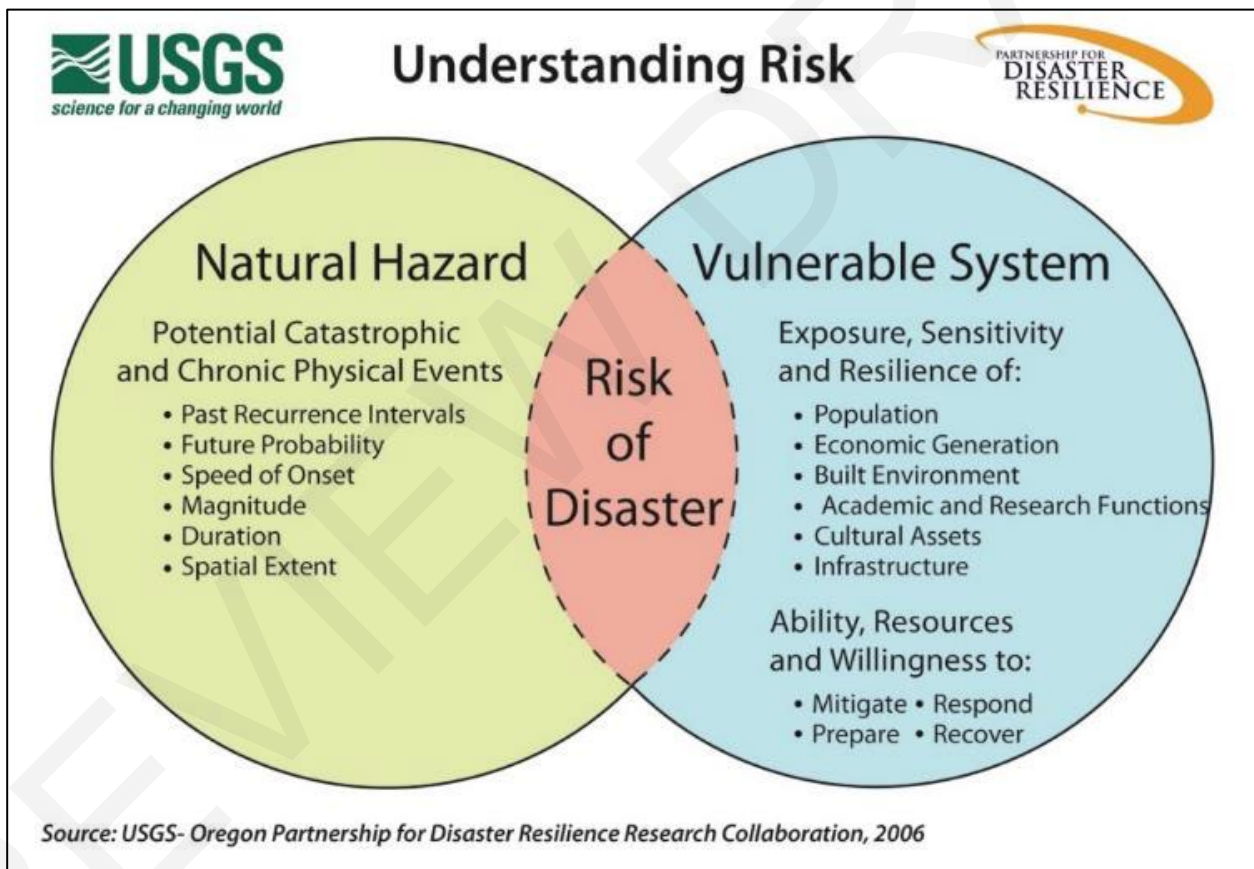 USGS
science for a changing world
Understanding Risk
PARTNERSHIP FOR
DISASTER
RESILIENCE
Natural Hazard
Potential Catastrophic
and Chronic Physical Events
• Past Recurrence Intervals
• Future Probability
• Speed of Onset
• Magnitude
• Duration
• Spatial Extent
Risk
of
Disaster
Vulnerable System
Exposure, Sensitivity
and Resilience of:
• Population
• Economic Generation
• Built Environment
• Academic and Research Functions
• Cultural Assets
• Infrastructure
Ability, Resources
and Willingness to:
• Mitigate • Respond
• Prepare • Recover
Source: USGS- Oregon Partnership for Disaster Resilience Research Collaboration, 2006